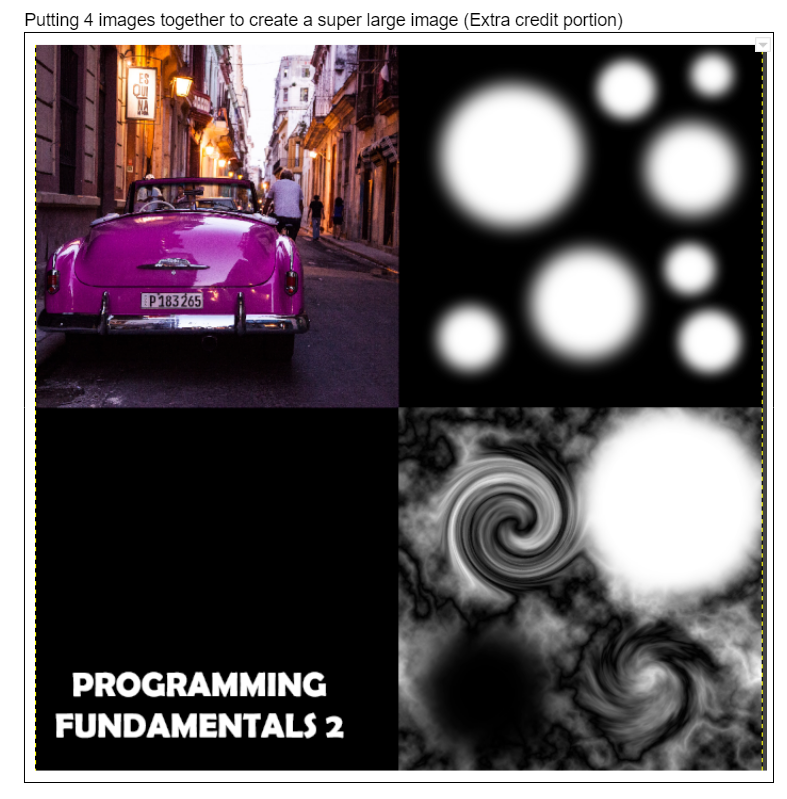 Putting 4 images together to create a super large image (Extra credit portion)
ES
QUI
NA
P183265
PROGRAMMING
FUNDAMENTALS 2